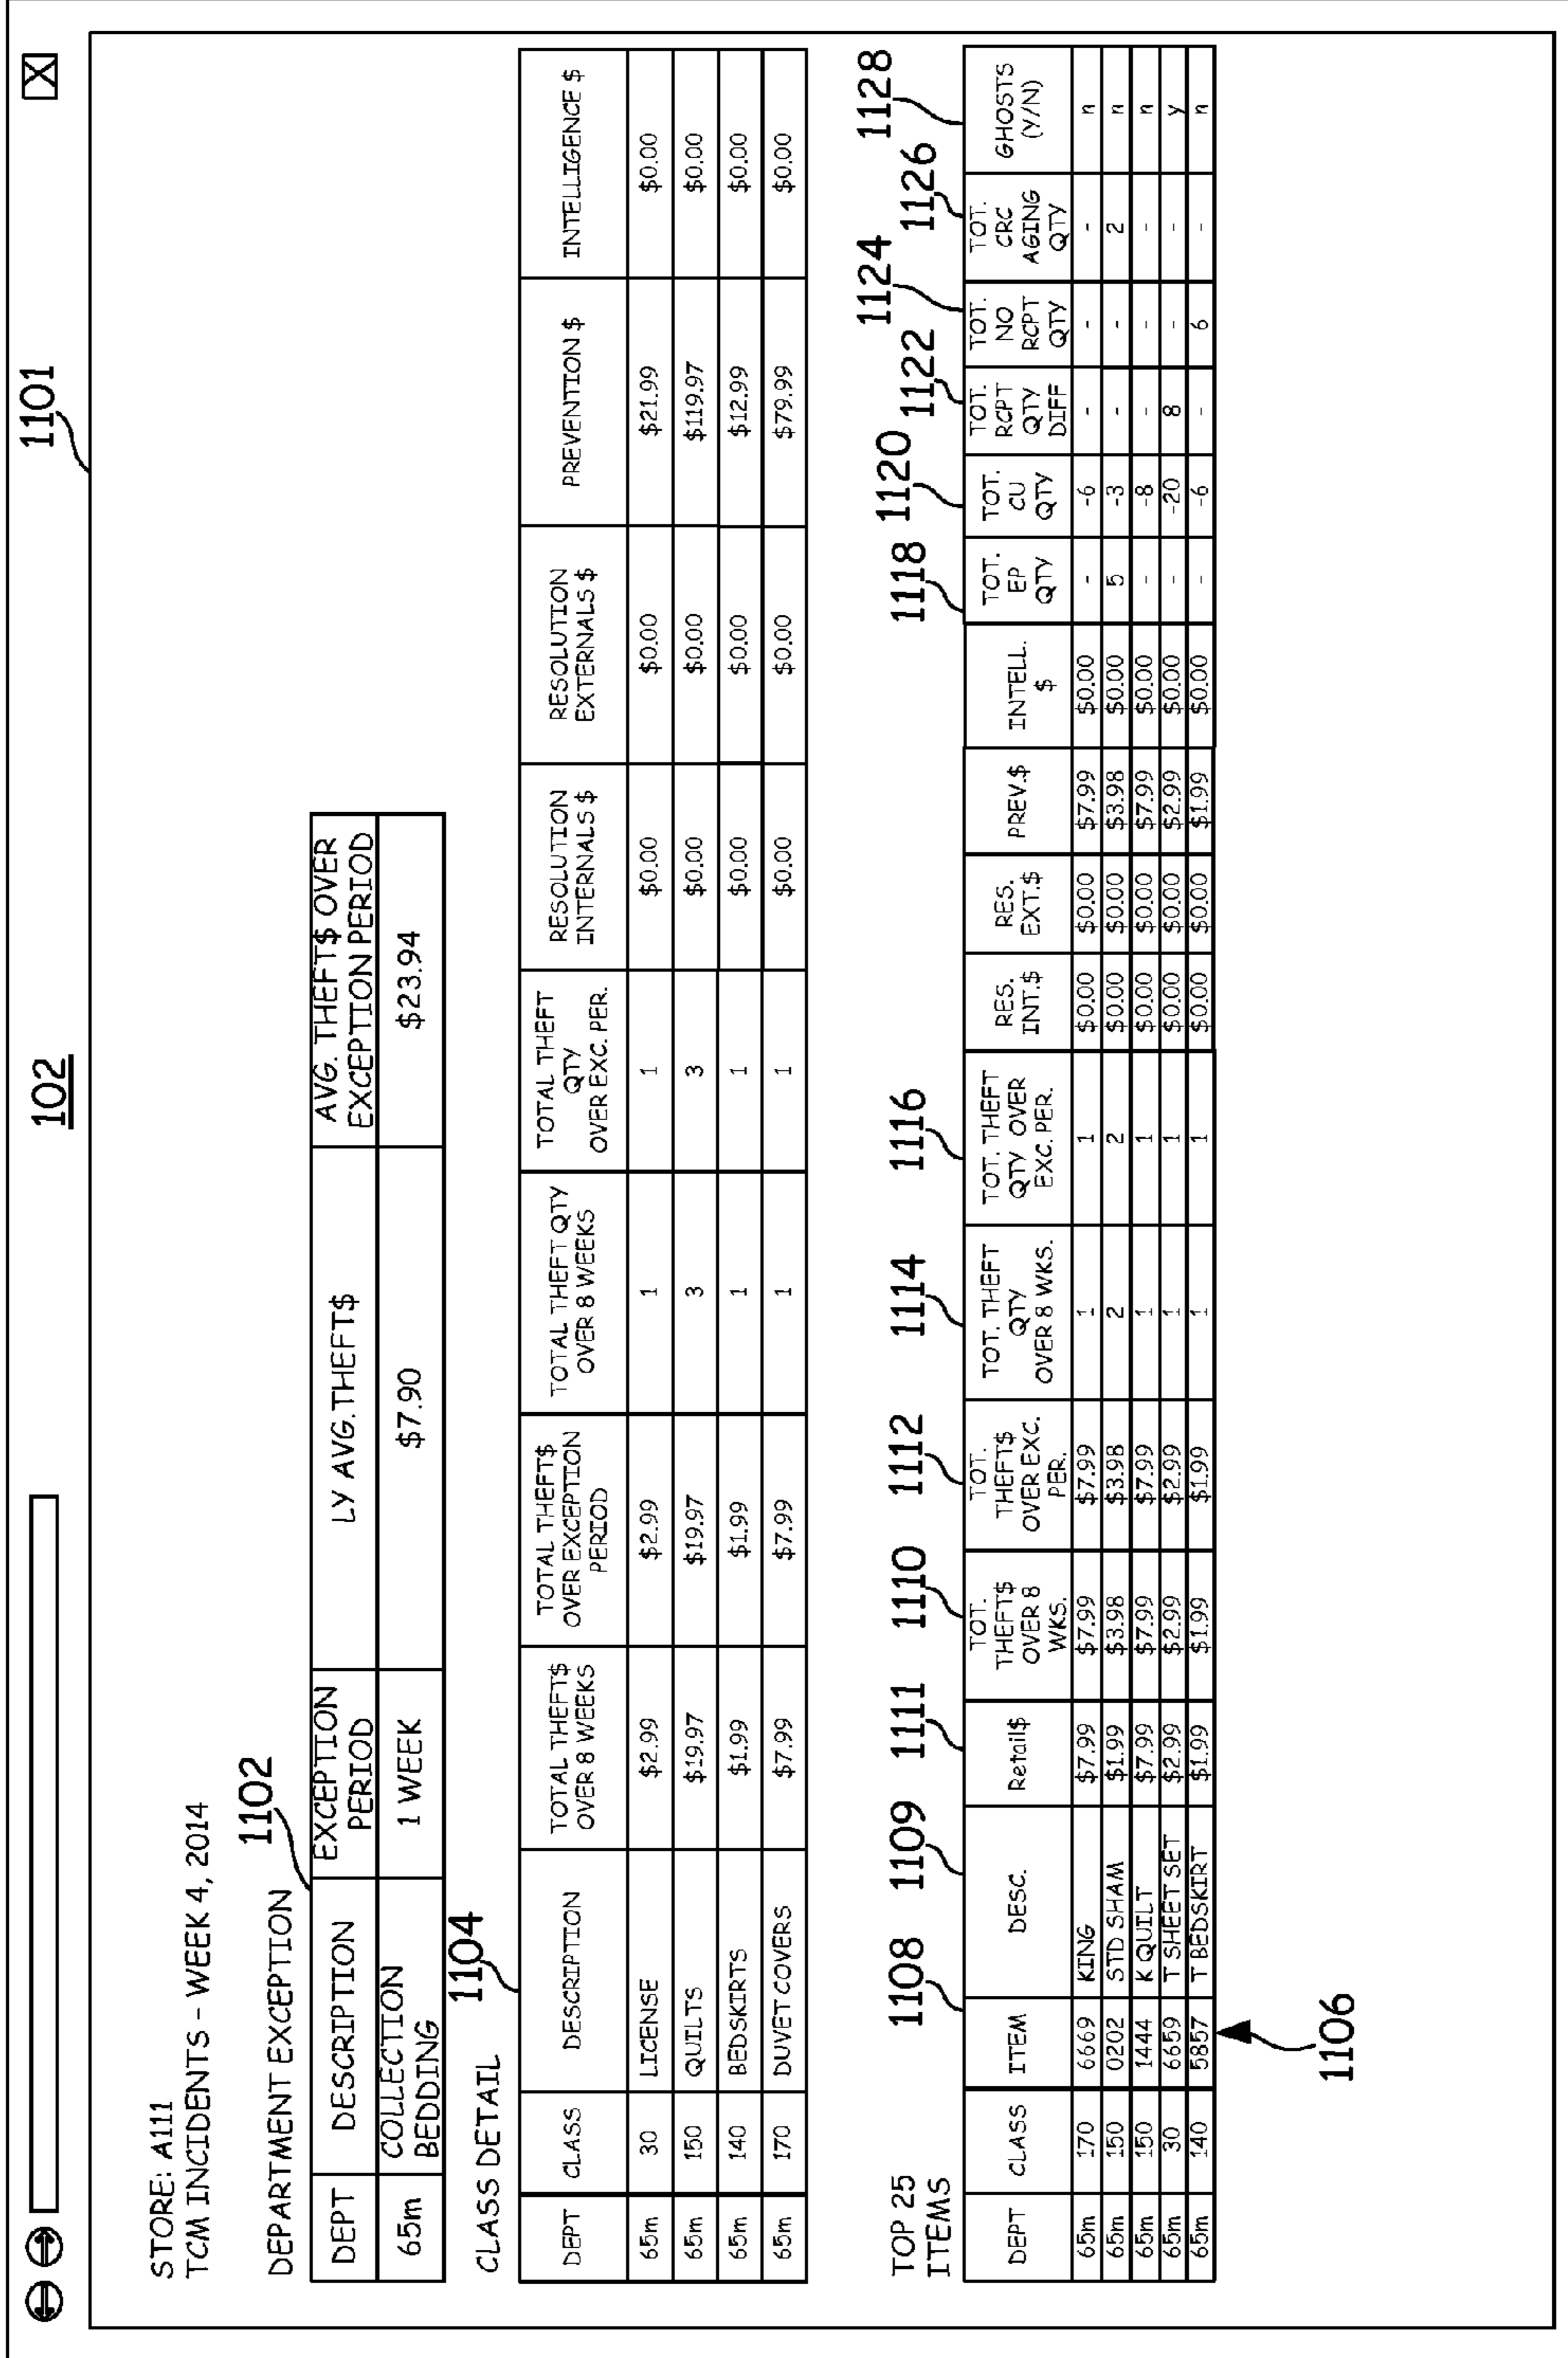 102
1101
X
STORE: A111
TCM INCIDENTS - WEEK 4, 2014
DEPARTMENT EXCEPTION
1102
DEPT DESCRIPTION EXCEPTION PERIOD LY AVG.THEFT$ AVG. THEFT$ OVER EXCEPTION PERIOD
65m COLLECTION BEDDING 1 WEEK $7.90 $23.94
CLASS DETAIL
1104
DEPT CLASS DESCRIPTION TOTAL THEFT$ OVER 8 WEEKS TOTAL THEFT$ OVER EXCEPTION PERIOD TOTAL THEFT QTY OVER 8 WEEKS TOTAL THEFT QTY OVER EXC. PER. RESOLUTION INTERNALS $ RESOLUTION EXTERNALS $ PREVENTION $ INTELLIGENCE $
65m 30 LICENSE $2.99 $2.99 1 1 $0.00 $0.00 $21.99 $0.00
65m 150 QUILTS $19.97 $19.97 3 3 $0.00 $0.00 $119.97 $0.00
65m 140 BEDSKIRTS $1.99 $1.99 1 1 $0.00 $0.00 $12.99 $0.00
65m 170 DUVET COVERS $7.99 $7.99 1 1 $0.00 $0.00 $79.99 $0.00
TOP 25
ITEMS
1108 1109 1111 1110 1112 1114 1116 1118 1120 1122 1124 1126 1128
DEPT CLASS ITEM DESC. Retail$ TOT. THEFT$ OVER 8 WKS. TOT. THEFT$ OVER EXC. PER. TOT. THEFT QTY OVER 8 WKS. TOT. THEFT QTY OVER EXC. PER. RES. INT.$ RES. EXT.$ PREV.$ INTELL. $ TOT. EP QTY TOT. CU QTY TOT. RCPT QTY DIFF TOT. NO RCPT QTY TOT. CRC AGING QTY GHOSTS (Y/N)
65m 170 6669 KING $7.99 $7.99 $7.99 1 1 $0.00 $0.00 $7.99 $0.00 - -6 - - - n
65m 150 0202 STD SHAM $1.99 $3.98 $3.98 2 2 $0.00 $0.00 $3.98 $0.00 5 -3 - - 2 n
65m 150 1444 K QUILT $7.99 $7.99 $7.99 1 1 $0.00 $0.00 $7.99 $0.00 - -8 - - - n
65m 30 6659 T SHEET SET $2.99 $2.99 $2.99 1 1 $0.00 $0.00 $2.99 $0.00 - -20 8 - - y
65m 140 5857 T BEDSKIRT $1.99 $1.99 $1.99 1 1 $0.00 $0.00 $1.99 $0.00 - -6 - 6 - n
1106